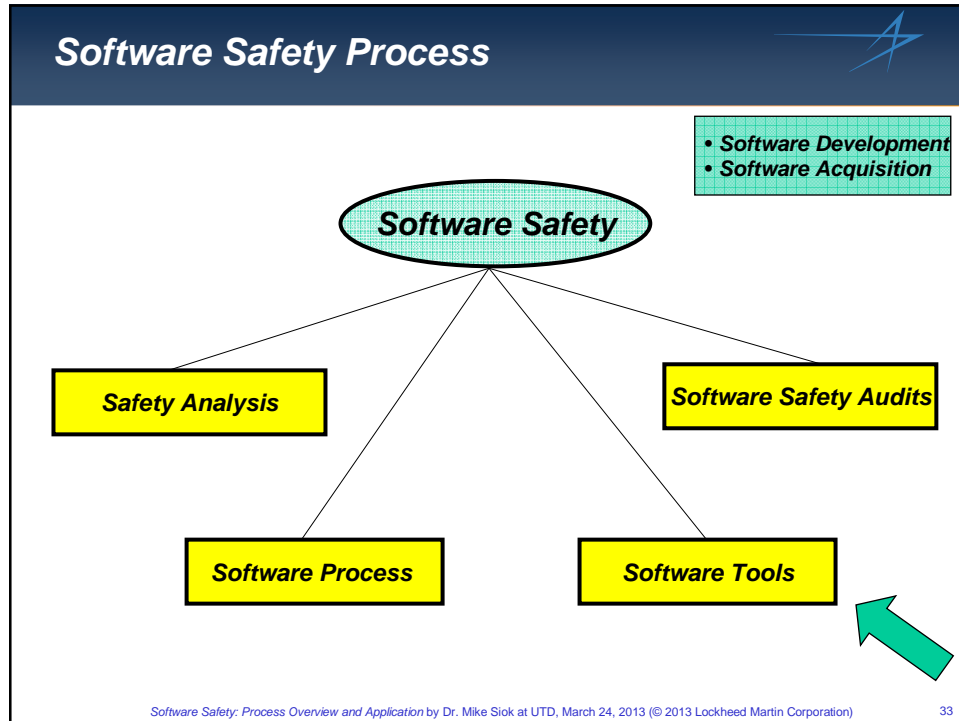 Software Safety Process
• Software Development
• Software Acquisition
Software Safety
Safety Analysis
Software Safety Audits
Software Process
Software Tools
Software Safety: Process Overview and Application by Dr. Mike Siok at UTD, March 24, 2013 (© 2013 Lockheed Martin Corporation) 33